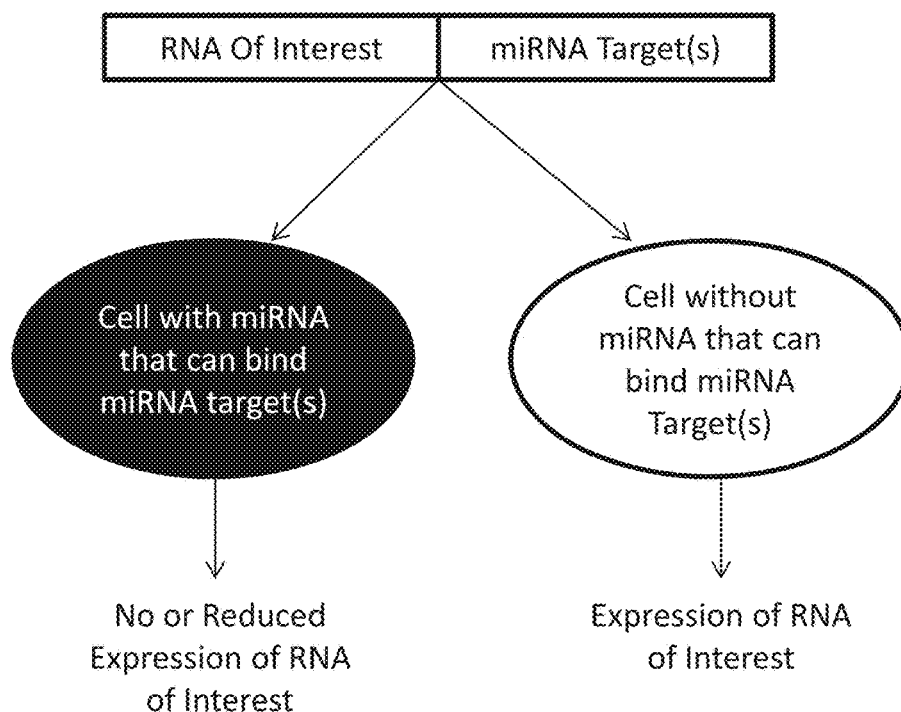 RNA Of Interest
miRNA Target(s)
Cell with miRNA
that can bind
miRNA target(s)
Cell without
miRNA that can
bind miRNA
Target(s)
No or Reduced
Expression of RNA
of Interest
Expression of RNA
of Interest